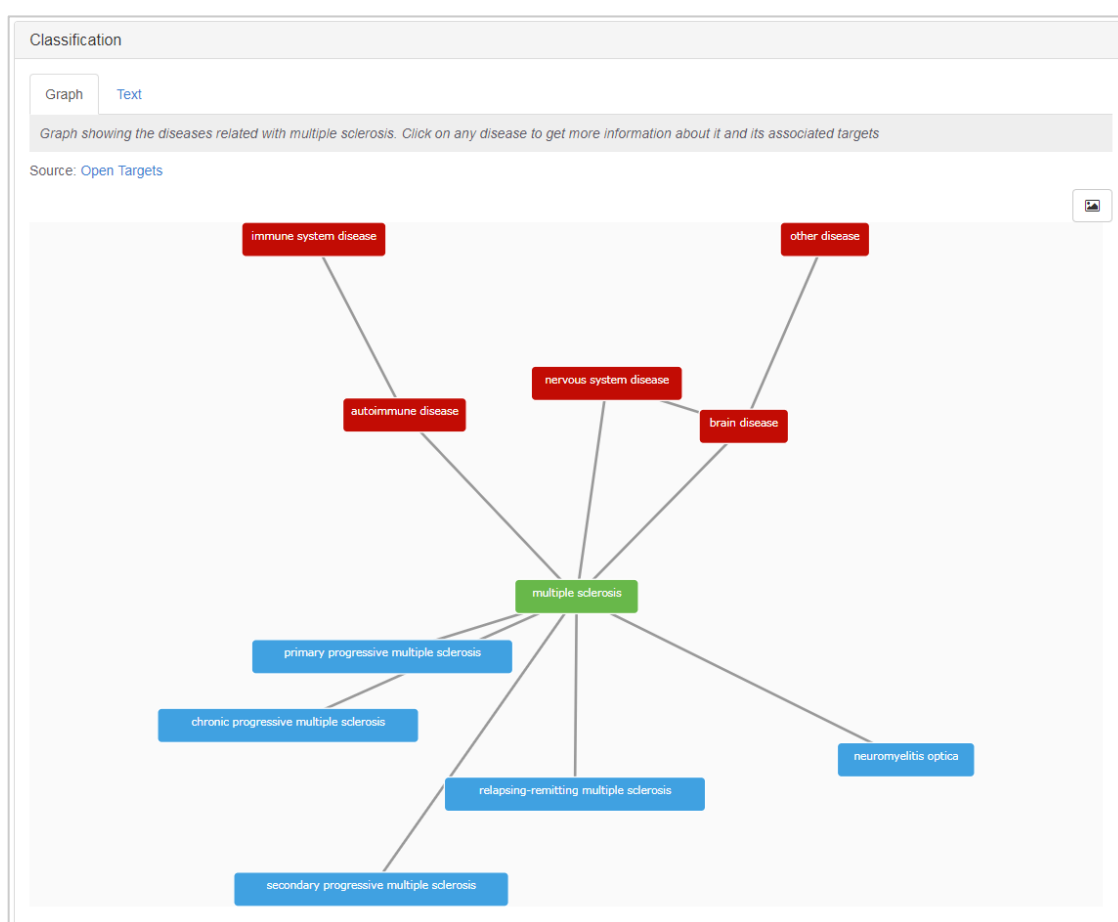 Classification
Graph Text
Graph showing the diseases related with multiple sclerosis. Click on any disease to get more information about it and its associated targets
Source: Open Targets
immune system disease
other disease
nervous system disease
autoimmune disease
brain disease
multiple sclerosis
primary progressive multiple sclerosis
chronic progressive multiple sclerosis
neuromyelitis optica
relapsing-remitting multiple sclerosis
secondary progressive multiple sclerosis